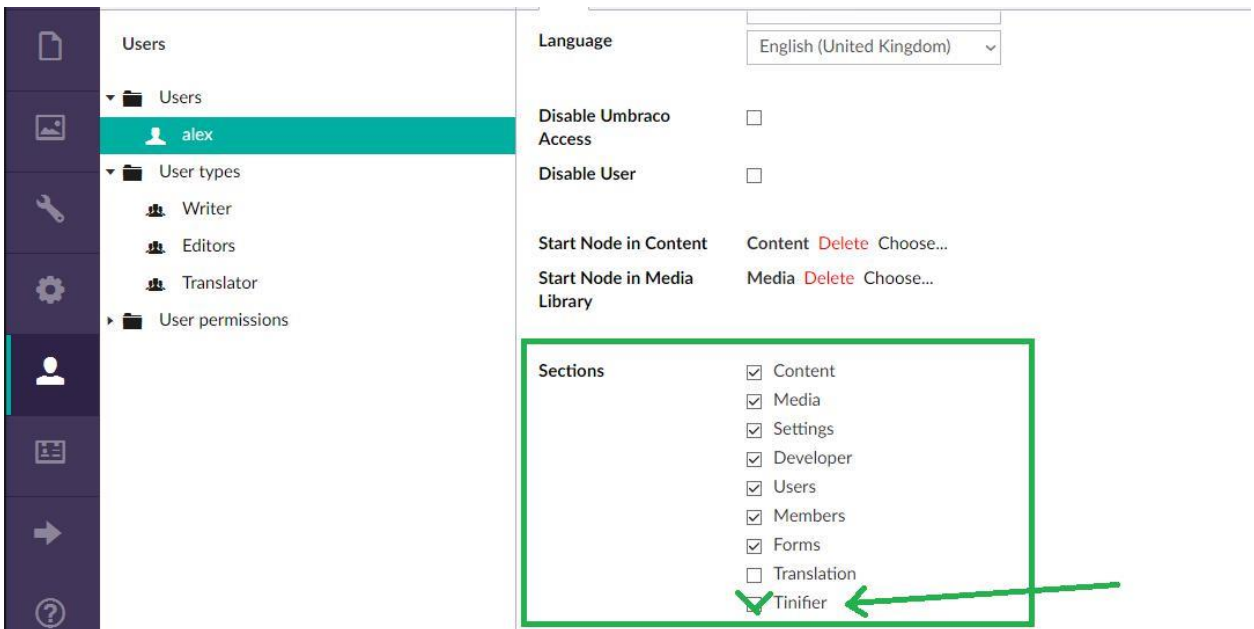 Users
Users
alex
User types
Writer
Editors
Translator
User permissions
Language
English (United Kingdom)
Disable Umbraco
Access
Disable User
Start Node in Content
Content Delete Choose...
Start Node in Media
Library
Media Delete Choose...
Sections
Content
Media
Settings
Developer
Users
Members
Forms
Translation
Tinifier